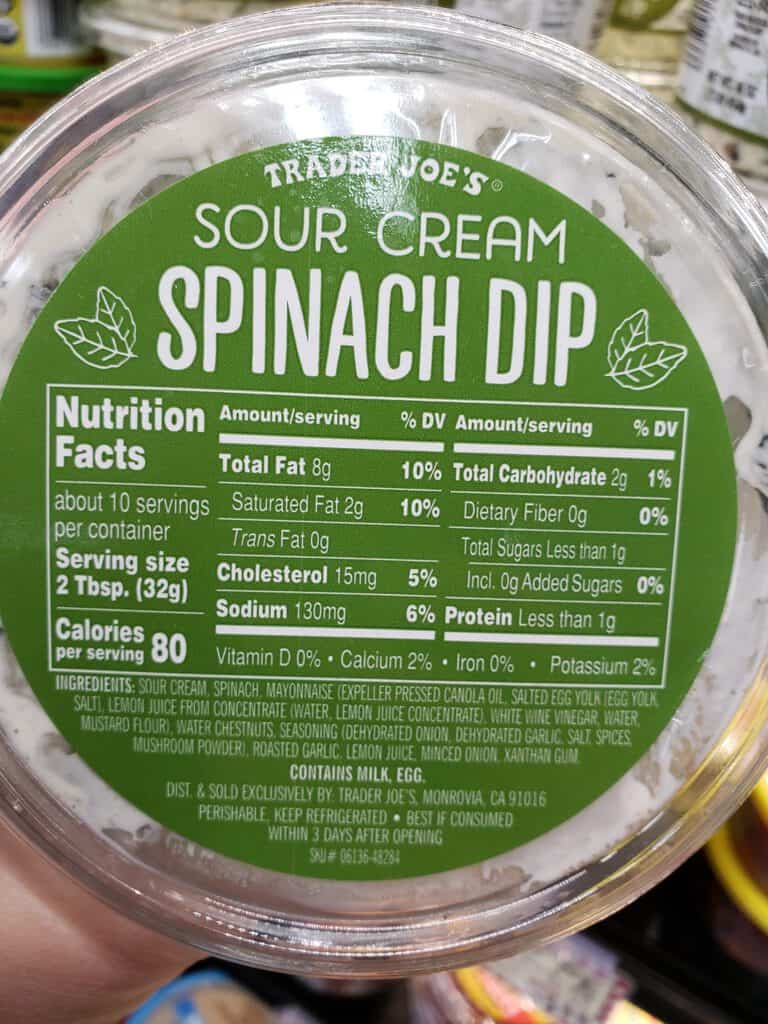 TRADER JOE'S®
SOUR CREAM
SPINACH DIP
Nutrition
Facts
about 10 servings
per container
Serving size
2 Tbsp. (32g)
Calories
per serving 80
Amount/serving % DV
Total Fat 8g 10%
Saturated Fat 2g 10%
Trans Fat 0g
Cholesterol 15mg 5%
Sodium 130mg 6%
Amount/serving % DV
Total Carbohydrate 2g 1%
Dietary Fiber 0g 0%
Total Sugars Less than 1g
Incl. 0g Added Sugars 0%
Protein Less than 1g
Vitamin D 0% • Calcium 2% • Iron 0% • Potassium 2%
INGREDIENTS: SOUR CREAM, SPINACH, MAYONNAISE (EXPELLER PRESSED CANOLA OIL, SALTED EGG YOLK [EGG YOLK,
SALT], LEMON JUICE FROM CONCENTRATE (WATER, LEMON JUICE CONCENTRATE), WHITE WINE VINEGAR, WATER,
MUSTARD FLOUR), WATER CHESTNUTS, SEASONING (DEHYDRATED ONION, DEHYDRATED GARLIC, SALT, SPICES,
MUSHROOM POWDER), ROASTED GARLIC, LEMON JUICE, MINCED ONION, XANTHAN GUM.
CONTAINS MILK, EGG.
DIST. & SOLD EXCLUSIVELY BY: TRADER JOE'S, MONROVIA, CA 91016
PERISHABLE, KEEP REFRIGERATED • BEST IF CONSUMED
WITHIN 3 DAYS AFTER OPENING
SKU# 06136-48284